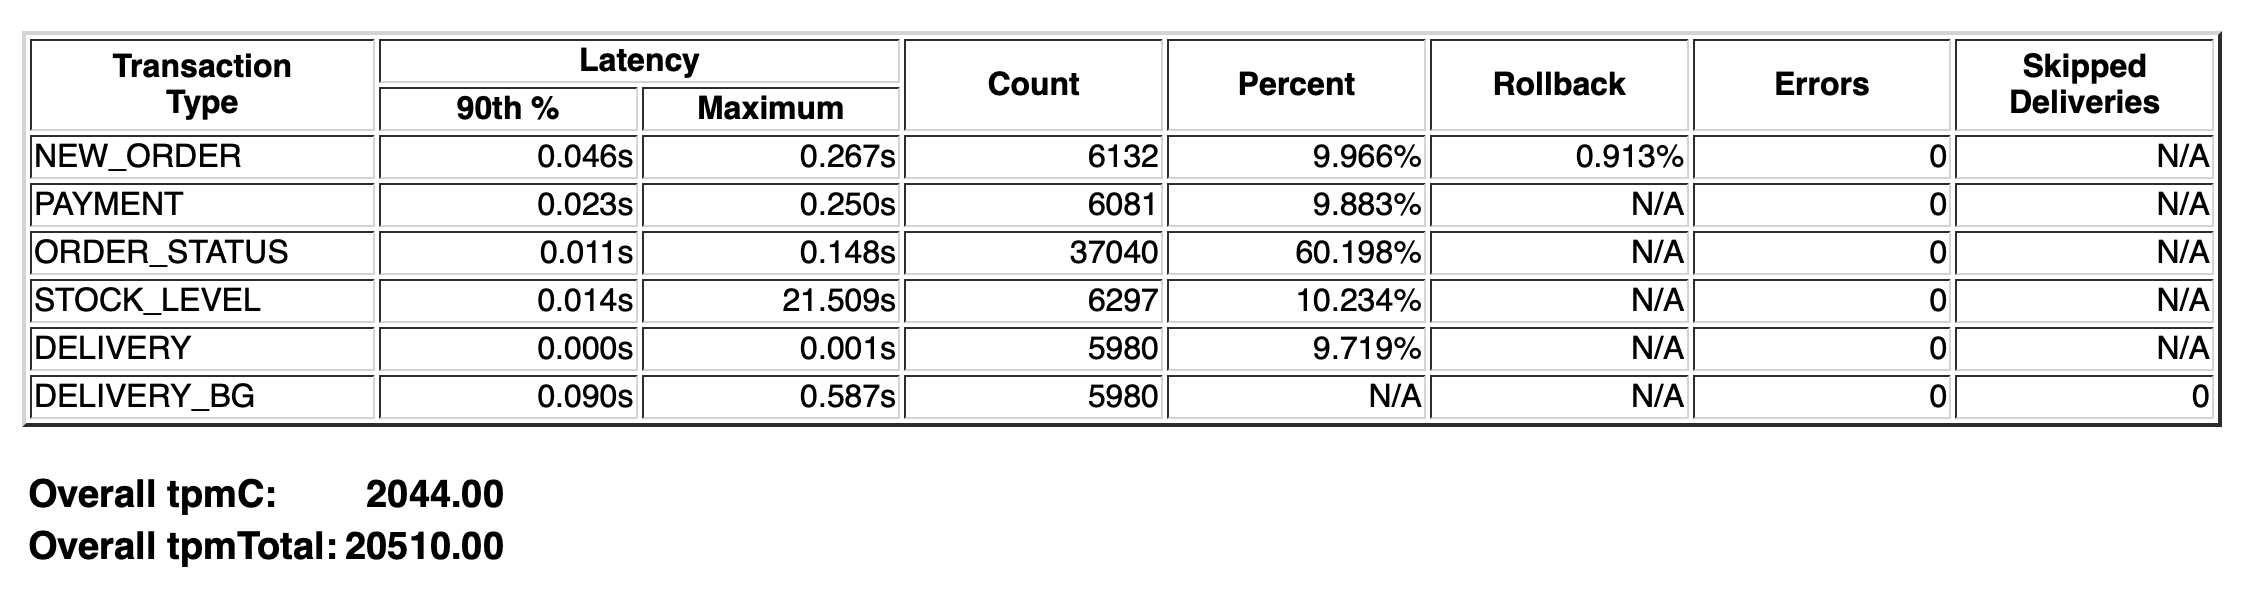 Transaction Type Latency Count Percent Rollback Errors Skipped Deliveries
90th % Maximum
NEW_ORDER 0.046s 0.267s 6132 9.966% 0.913% 0 N/A
PAYMENT 0.023s 0.250s 6081 9.883% N/A 0 N/A
ORDER_STATUS 0.011s 0.148s 37040 60.198% N/A 0 N/A
STOCK_LEVEL 0.014s 21.509s 6297 10.234% N/A 0 N/A
DELIVERY 0.000s 0.001s 5980 9.719% N/A 0 N/A
DELIVERY_BG 0.090s 0.587s 5980 N/A N/A 0 0
Overall tpmC: 2044.00
Overall tpmTotal: 20510.00